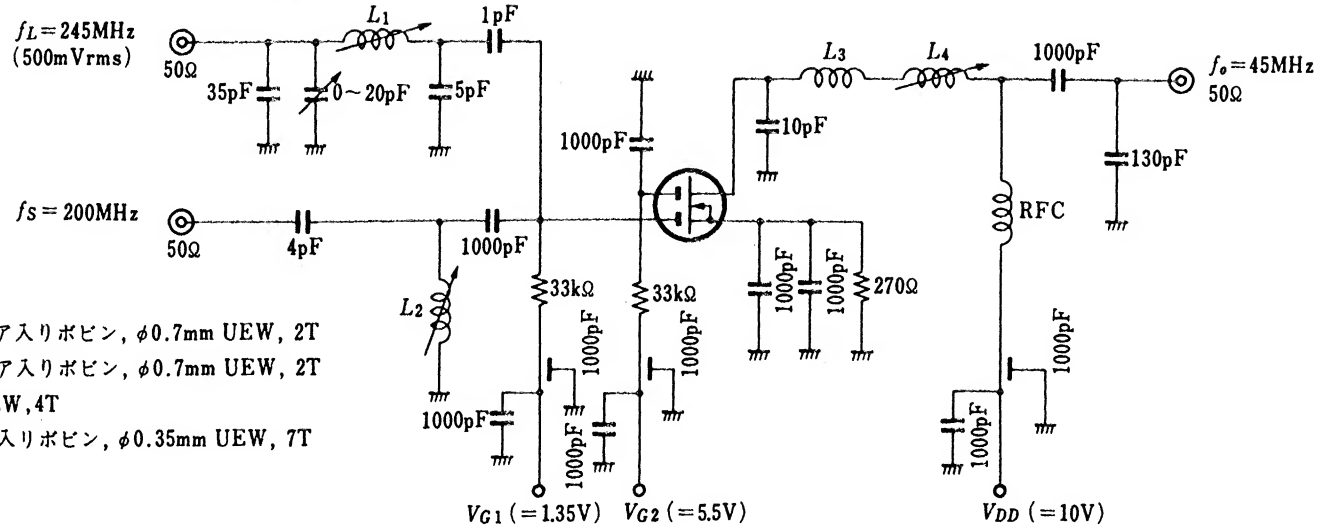 fL=245MHz
(500mVrms)
50Ω
35pF
0~20pF
L1
5pF
1pF
1000pF
10pF
L3
L4
1000pF
fo=45MHz
50Ω
130pF
RFC
fS=200MHz
50Ω
4pF
1000pF
L2
33kΩ
33kΩ
1000pF
1000pF
270Ω
1000pF
1000pF
1000pF
1000pF
1000pF
1000pF
1000pF
ア入りボビン, φ0.7mm UEW, 2T
ア入りボビン, φ0.7mm UEW, 2T
W, 4T
入りボビン, φ0.35mm UEW, 7T
VG1 (=1.35V)
VG2 (=5.5V)
VDD (=10V)